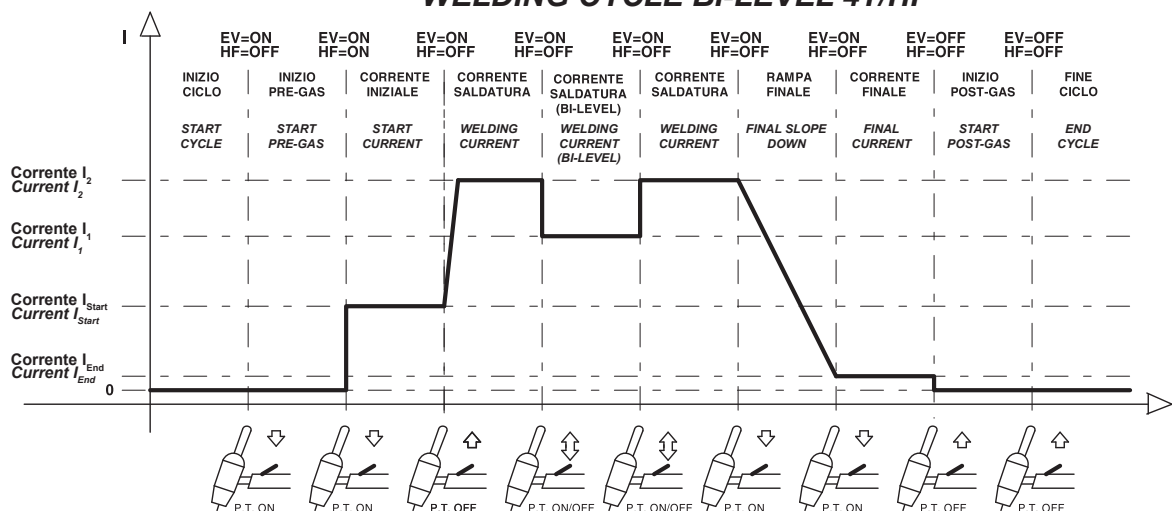 WELDING CYCLE BI-LEVEL 4T/HF
I
EV=ON EV=ON EV=ON EV=ON EV=ON EV=ON EV=ON EV=OFF EV=OFF
HF=OFF HF=ON HF=OFF HF=OFF HF=OFF HF=OFF HF=OFF HF=OFF HF=OFF
INIZIO CICLO
INIZIO PRE-GAS
CORRENTE INIZIALE
CORRENTE SALDATURA
CORRENTE SALDATURA (BI-LEVEL)
CORRENTE SALDATURA
RAMPA FINALE
CORRENTE FINALE
INIZIO POST-GAS
FINE CICLO
START CYCLE
START PRE-GAS
START CURRENT
WELDING CURRENT
WELDING CURRENT (BI-LEVEL)
WELDING CURRENT
FINAL SLOPE DOWN
FINAL CURRENT
START POST-GAS
END CYCLE
Corrente I2
Current I2
Corrente I1
Current I1
Corrente IStart
Current IStart
Corrente IEnd
Current IEnd
0
P.T. ON P.T. ON P.T. OFF P.T. ON/OFF P.T. ON/OFF P.T. ON P.T. ON P.T. OFF P.T. OFF